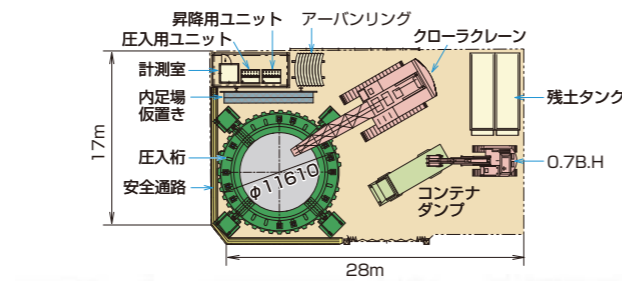 昇降用ユニット
アーバンリング
圧入用ユニット
クローラクレーン
計測室
内足場
仮置き
残土タンク
17m
圧入桁
0.7B.H
φ11610
安全通路
コンテナ
ダンプ
28m